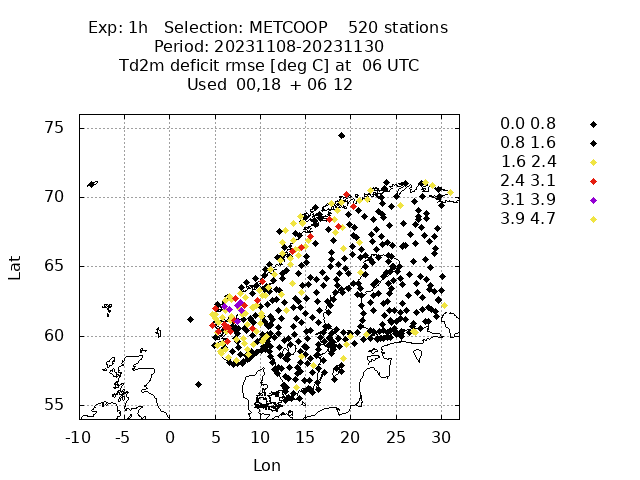 Exp: 1h   Selection: METCOOP    520 stations
Period: 20231108-20231130
Td2m deficit rmse [deg C] at  06 UTC
Used  00,18  + 06 12
75
70
65
60
55
Lat
-10 -5 0 5 10 15 20 25 30
Lon
0.0 0.8
0.8 1.6
1.6 2.4
2.4 3.1
3.1 3.9
3.9 4.7